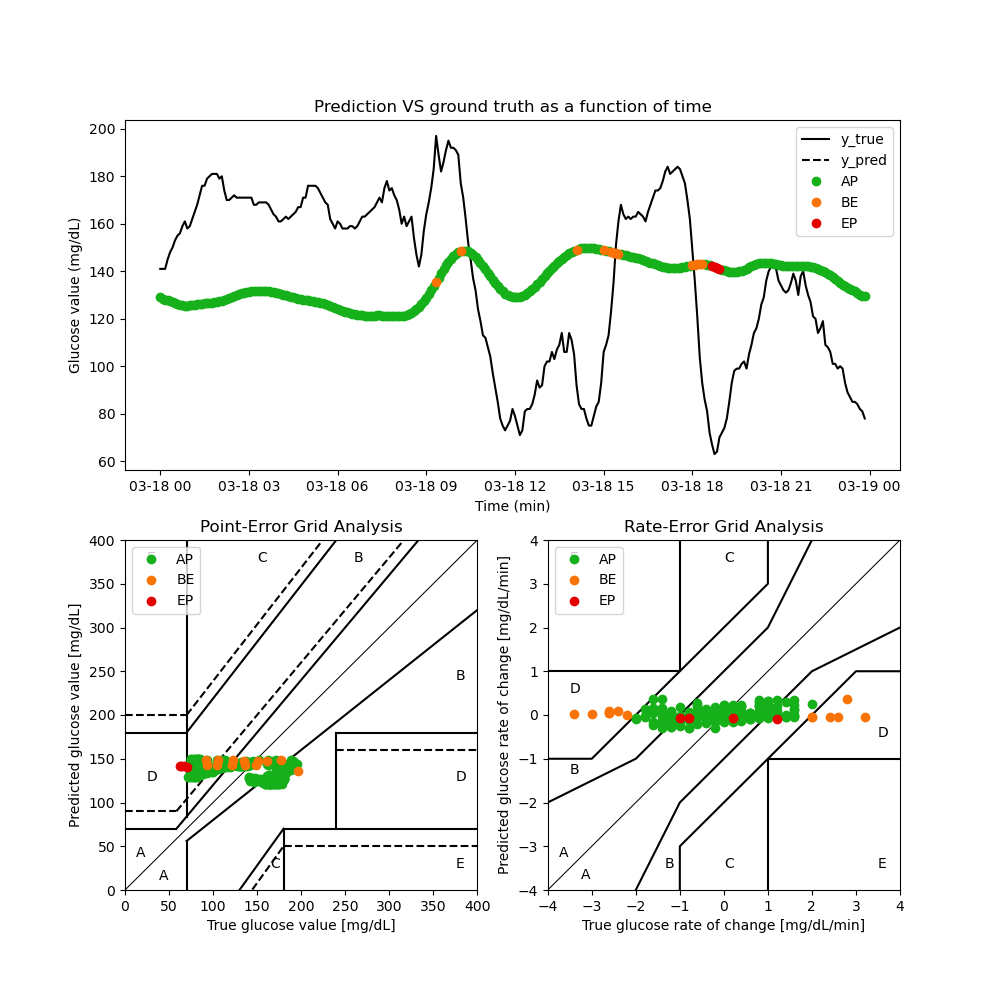 Prediction VS ground truth as a function of time
Glucose value (mg/dL)
200
180
160
140
120
100
80
60
y_true
y_pred
AP
BE
EP
03-18 00 03-18 03 03-18 06 03-18 09 03-18 12 03-18 15 03-18 18 03-18 21 03-19 00
Time (min)
Point-Error Grid Analysis
Predicted glucose value [mg/dL]
400
350
300
250
200
150
100
50
0
AP
BE
EP
C B
B
D D
A
A C E
0 50 100 150 200 250 300 350 400
True glucose value [mg/dL]
Rate-Error Grid Analysis
Predicted glucose rate of change [mg/dL/min]
4
3
2
1
0
−1
−2
−3
−4
AP
BE
EP
C
D
D
B
A
A B C E
−4 −3 −2 −1 0 1 2 3 4
True glucose rate of change [mg/dL/min]